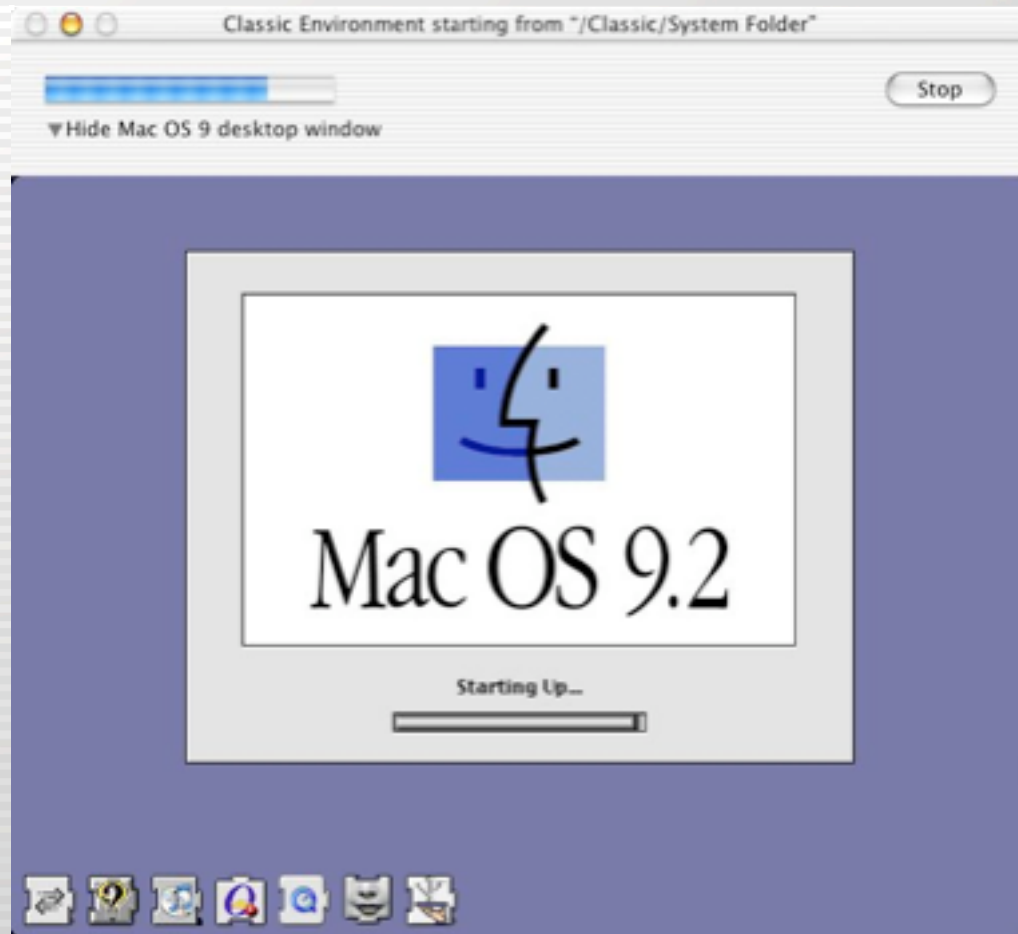 Classic Environment starting from “/Classic/System Folder”
Stop
▼Hide Mac OS 9 desktop window
Mac OS 9.2
Starting Up...